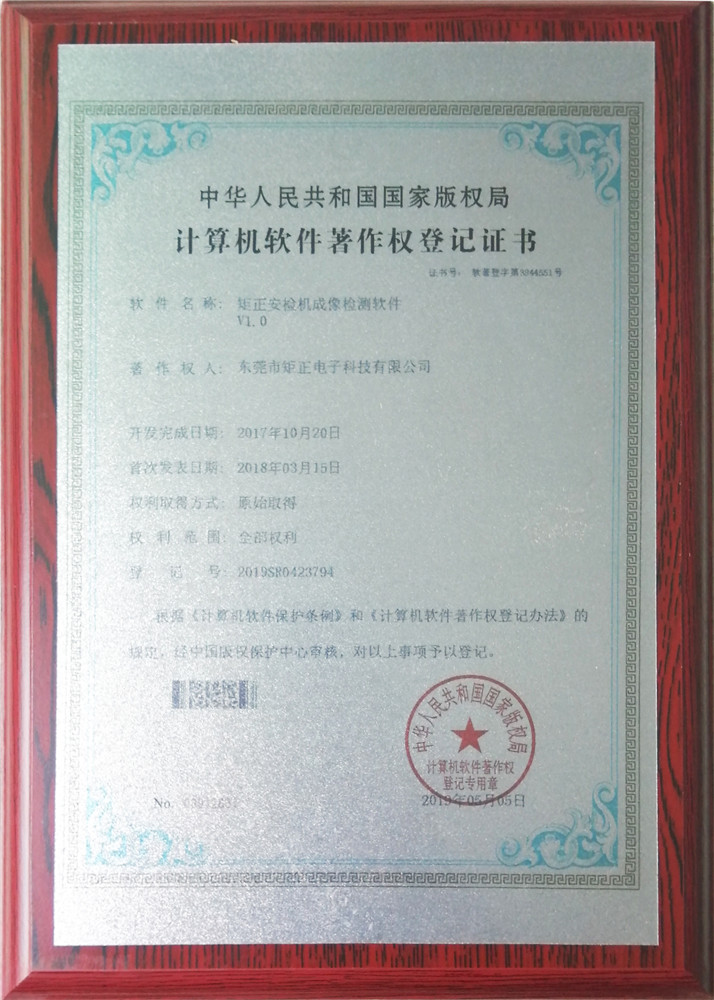 中华人民共和国国家版权局
计算机软件著作权登记证书
证书号: 软著登字第3844551号
软件名称: 矩正安检机成像检测软件
V1.0
著作权人: 东莞市矩正电子科技有限公司
开发完成日期: 2017年10月20日
首次发表日期: 2018年03月15日
权利取得方式: 原始取得
权利范围: 全部权利
登记号: 2019SR0423794
根据《计算机软件保护条例》和《计算机软件著作权登记办法》的
规定，经中国版权保护中心审核，对以上事项予以登记。
中华人民共和国国家版权局
计算机软件著作权
登记专用章
No.
2019年05月05日